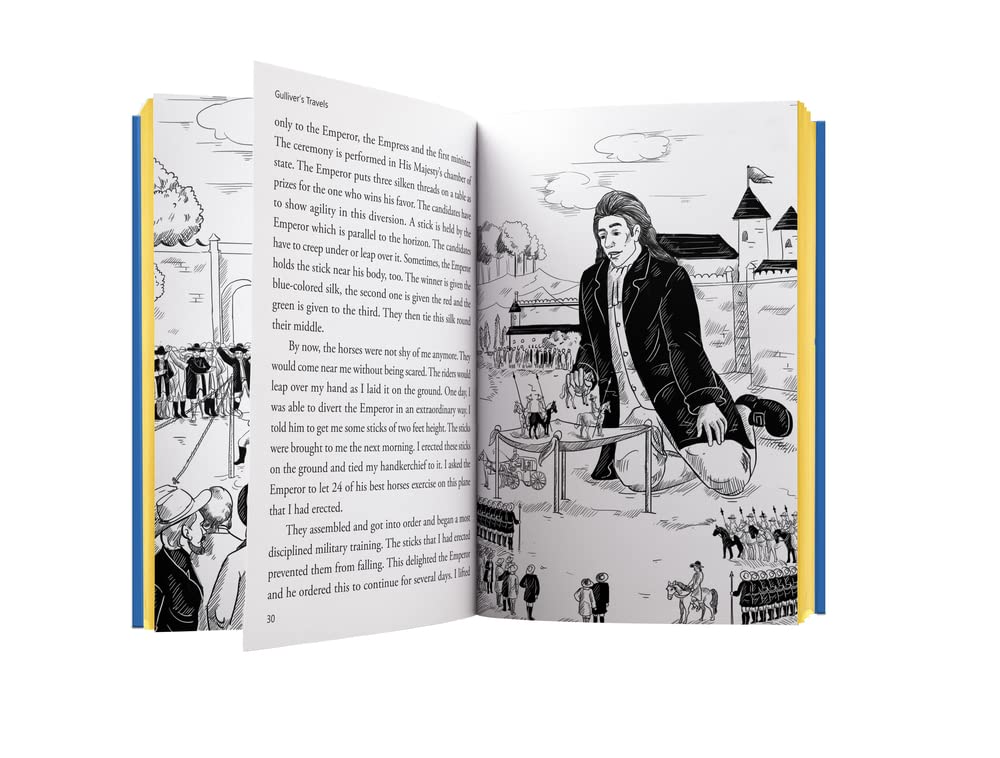 Gulliver's Travels
only to the Emperor, the Empress and the first minister.
The ceremony is performed in His Majesty's chamber of
state. The Emperor puts three silken threads on a table as
prizes for the one who wins his favor. The candidates have
to show agility in this diversion. A stick is held by the
Emperor which is parallel to the horizon. The candidates
have to creep under or leap over it. Sometimes, the Emperor
holds the stick near his body, too. The winner is given the
blue-colored silk, the second one is given the red and the
green is given to the third. They then tie this silk round
their middle.
By now, the horses were not shy of me anymore. They
would come near me without being scared. The riders would
leap over my hand as I laid it on the ground. One day, I
was able to divert the Emperor in an extraordinary way. I
told him to get me some sticks of two feet height. The sticks
were brought to me the next morning. I erected these sticks
on the ground and tied my handkerchief to it. I asked the
Emperor to let 24 of his best horses exercise on this plane
that I had erected.
They assembled and got into order and began a most
disciplined military training. The sticks that I had erected
prevented them from falling. This delighted the Emperor
and he ordered this to continue for several days. I lifted
30